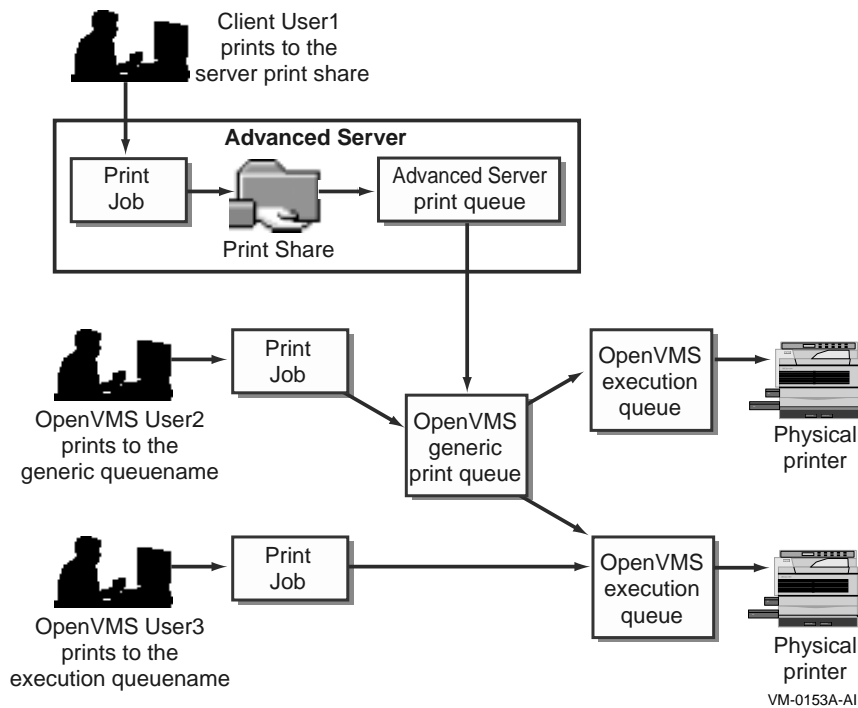 Client User1
prints to the
server print share
Advanced Server
Print
Job
Print Share
Advanced Server
print queue
OpenVMS User2
prints to the
generic queuename
Print
Job
OpenVMS
generic
print queue
OpenVMS
execution
queue
Physical
printer
OpenVMS User3
prints to the
execution queuename
Print
Job
OpenVMS
execution
queue
Physical
printer
VM-0153A-AI